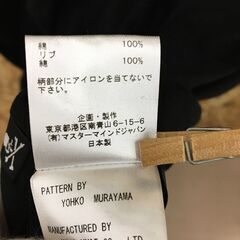 綿 100%
リブ
綿 100%
柄部分にアイロンを当てないで
下さい。
企画・製作
東京都港区南青山6-15-6
(有)マスターマインドジャパン
日本製
PATTERN BY
YOHKO MURAYAMA
MANUFACTURED BY
LTD